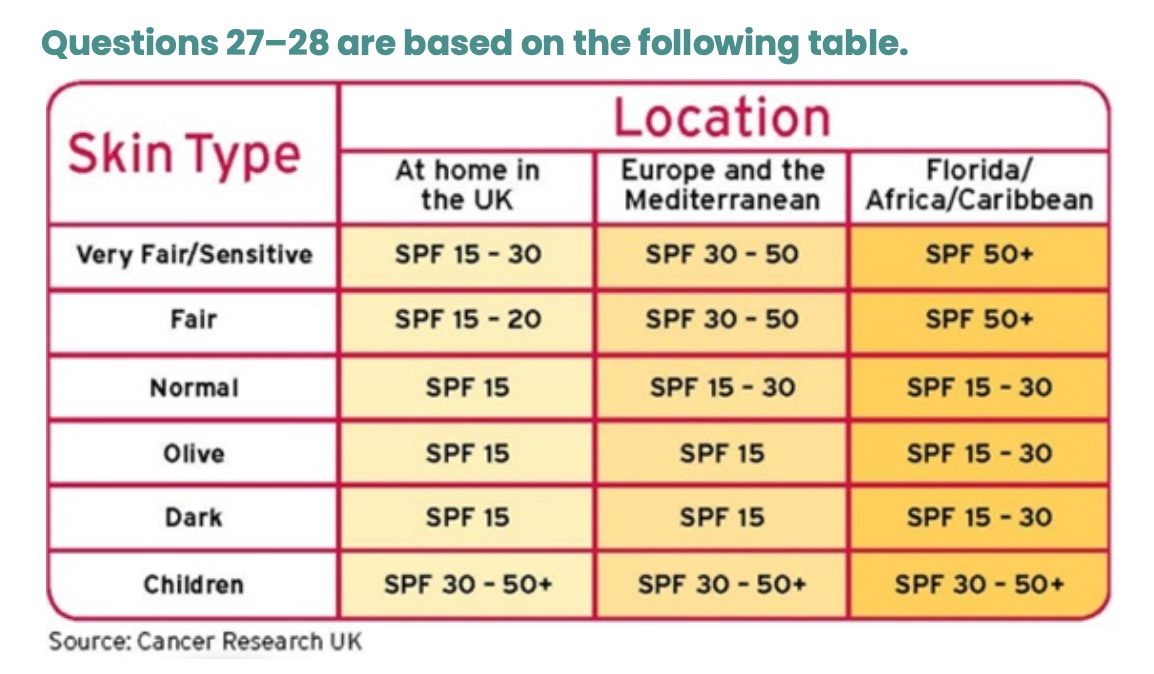 Questions 27–28 are based on the following table.
Skin Type
Location
At home in
the UK
Europe and the
Mediterranean
Florida/
Africa/Caribbean
Very Fair/Sensitive
SPF 15 - 30
SPF 30 - 50
SPF 50+
Fair
SPF 15 - 20
SPF 30 - 50
SPF 50+
Normal
SPF 15
SPF 15 - 30
SPF 15 - 30
Olive
SPF 15
SPF 15
SPF 15 - 30
Dark
SPF 15
SPF 15
SPF 15 - 30
Children
SPF 30 - 50+
SPF 30 - 50+
SPF 30 - 50+
Source: Cancer Research UK